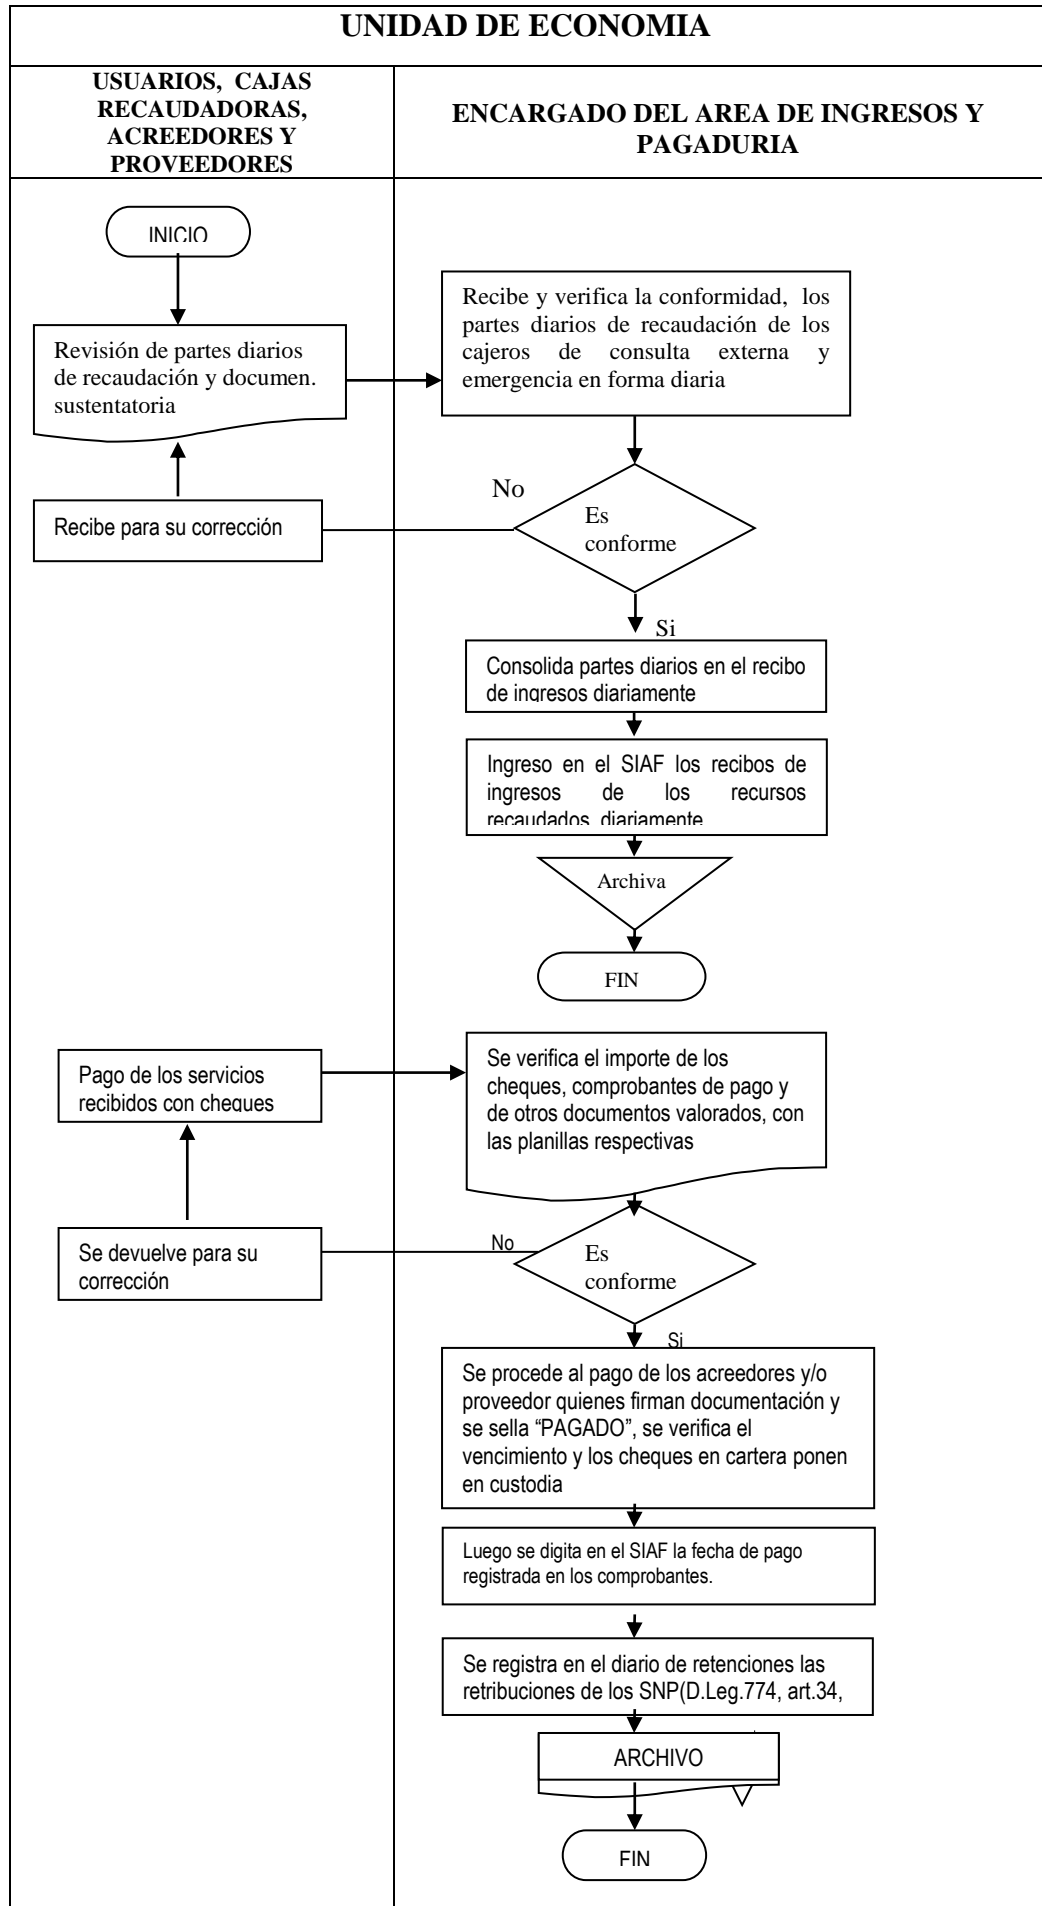 UNIDAD DE ECONOMIA
USUARIOS, CAJAS
RECAUDADORAS,
ACREEDORES Y
PROVEEDORES
ENCARGADO DEL AREA DE INGRESOS Y
PAGADURIA
INICIO
Recibe y verifica la conformidad, los
partes diarios de recaudación de los
cajeros de consulta externa y
emergencia en forma diaria
Revisión de partes diarios
de recaudación y documen.
sustentatoria
No
Recibe para su corrección
Es
conforme
Si
Consolida partes diarios en el recibo
de ingresos diariamente
Ingreso en el SIAF los recibos de
ingresos de los recursos
recaudados diariamente
Archiva
FIN
Pago de los servicios
recibidos con cheques
Se verifica el importe de los
cheques, comprobantes de pago y
de otros documentos valorados, con
las planillas respectivas
No
Se devuelve para su
corrección
Es
conforme
Si
Se procede al pago de los acreedores y/o
proveedor quienes firman documentación y
se sella “PAGADO”, se verifica el
vencimiento y los cheques en cartera ponen
en custodia
Luego se digita en el SIAF la fecha de pago
registrada en los comprobantes.
Se registra en el diario de retenciones las
retribuciones de los SNP(D.Leg.774, art.34,
ARCHIVO
FIN